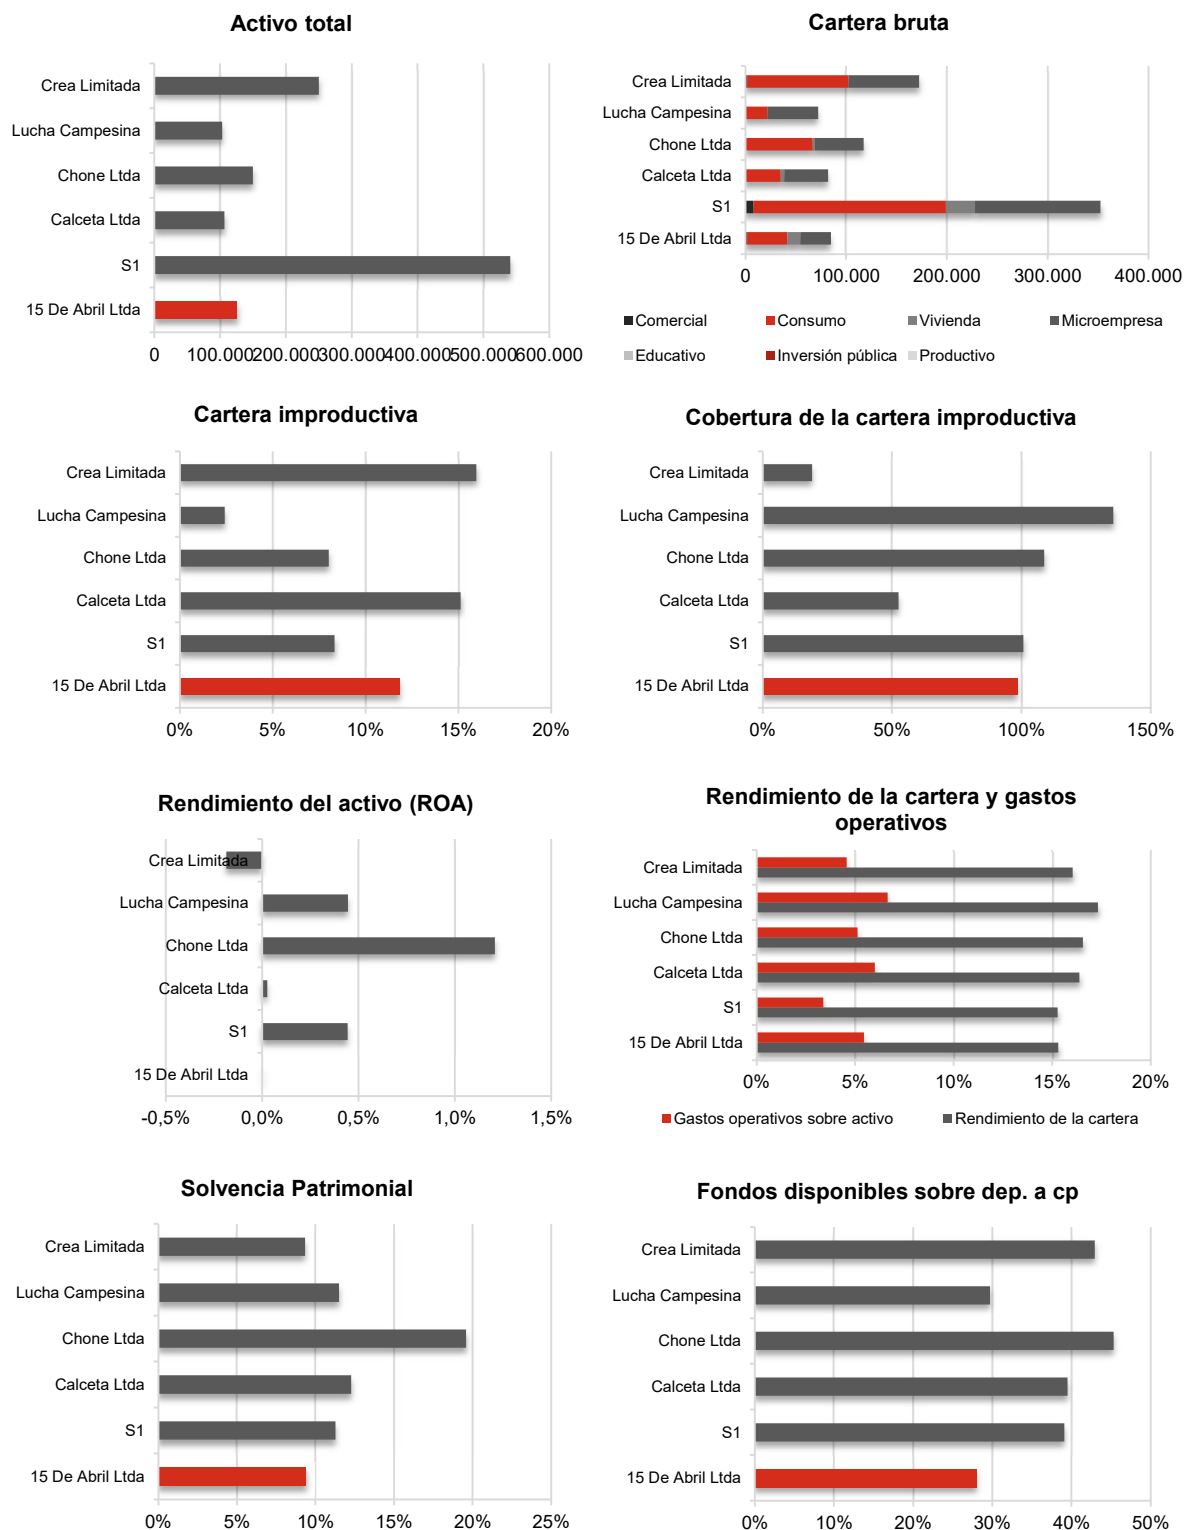 Activo total
Crea Limitada
Lucha Campesina
Chone Ltda
Calceta Ltda
S1
15 De Abril Ltda
0 100.000 200.000 300.000 400.000 500.000 600.000
Cartera bruta
Crea Limitada
Lucha Campesina
Chone Ltda
Calceta Ltda
S1
15 De Abril Ltda
0 100.000 200.000 300.000 400.000
Comercial Consumo Vivienda Microempresa
Educativo Inversión pública Productivo
Cartera improductiva
Crea Limitada
Lucha Campesina
Chone Ltda
Calceta Ltda
S1
15 De Abril Ltda
0% 5% 10% 15% 20%
Cobertura de la cartera improductiva
Crea Limitada
Lucha Campesina
Chone Ltda
Calceta Ltda
S1
15 De Abril Ltda
0% 50% 100% 150%
Rendimiento del activo (ROA)
Crea Limitada
Lucha Campesina
Chone Ltda
Calceta Ltda
S1
15 De Abril Ltda
-0,5% 0,0% 0,5% 1,0% 1,5%
Rendimiento de la cartera y gastos
operativos
Crea Limitada
Lucha Campesina
Chone Ltda
Calceta Ltda
S1
15 De Abril Ltda
0% 5% 10% 15% 20%
Gastos operativos sobre activo Rendimiento de la cartera
Solvencia Patrimonial
Crea Limitada
Lucha Campesina
Chone Ltda
Calceta Ltda
S1
15 De Abril Ltda
0% 5% 10% 15% 20% 25%
Fondos disponibles sobre dep. a cp
Crea Limitada
Lucha Campesina
Chone Ltda
Calceta Ltda
S1
15 De Abril Ltda
0% 10% 20% 30% 40% 50%